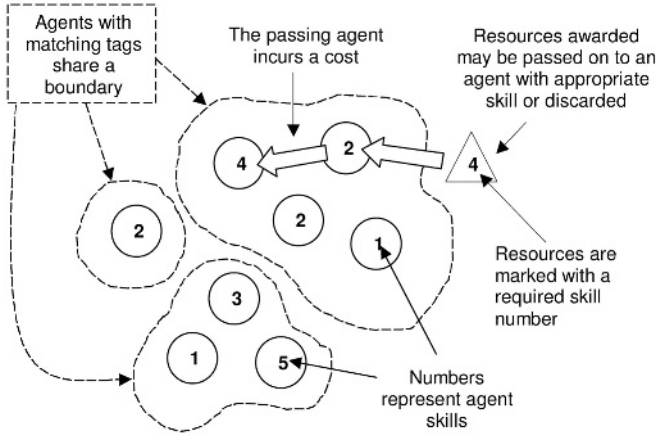 Agents with
matching tags
share a
boundary
The passing agent
incurs a cost
Resources awarded
may be passed on to an
agent with appropriate
skill or discarded
4
2
4
2
2
1
Resources are
marked with a
required skill
number
3
1
5
Numbers
represent agent
skills